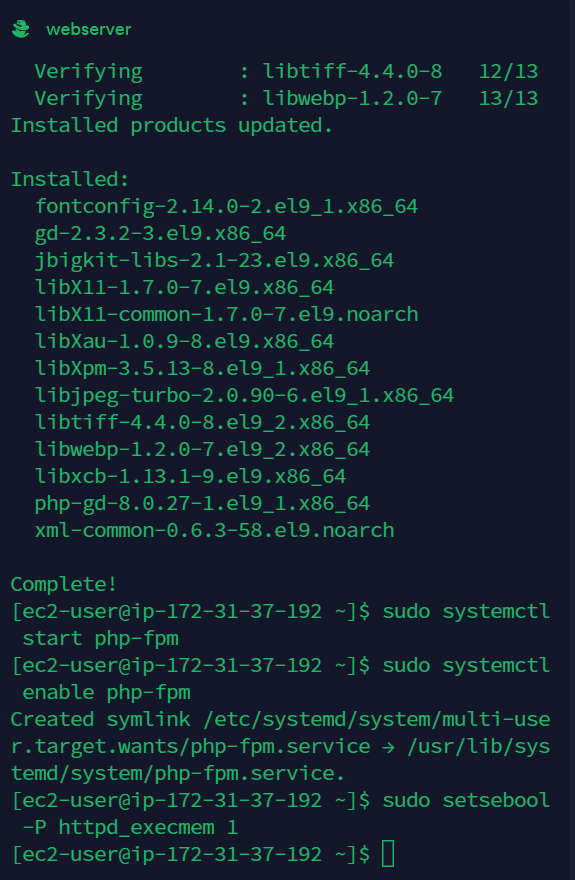 webserver
  Verifying        : libtiff-4.4.0-8   12/13
  Verifying        : libwebp-1.2.0-7   13/13
Installed products updated.

Installed:
  fontconfig-2.14.0-2.el9_1.x86_64
  gd-2.3.2-3.el9.x86_64
  jbigkit-libs-2.1-23.el9.x86_64
  libX11-1.7.0-7.el9.x86_64
  libX11-common-1.7.0-7.el9.noarch
  libXau-1.0.9-8.el9.x86_64
  libXpm-3.5.13-8.el9_1.x86_64
  libjpeg-turbo-2.0.90-6.el9_1.x86_64
  libtiff-4.4.0-8.el9_2.x86_64
  libwebp-1.2.0-7.el9_2.x86_64
  libxcb-1.13.1-9.el9.x86_64
  php-gd-8.0.27-1.el9_1.x86_64
  xml-common-0.6.3-58.el9.noarch

Complete!
[ec2-user@ip-172-31-37-192 ~]$ sudo systemctl
 start php-fpm
[ec2-user@ip-172-31-37-192 ~]$ sudo systemctl
 enable php-fpm
Created symlink /etc/systemd/system/multi-use
r.target.wants/php-fpm.service → /usr/lib/sys
temd/system/php-fpm.service.
[ec2-user@ip-172-31-37-192 ~]$ sudo setsebool
 -P httpd_execmem 1
[ec2-user@ip-172-31-37-192 ~]$